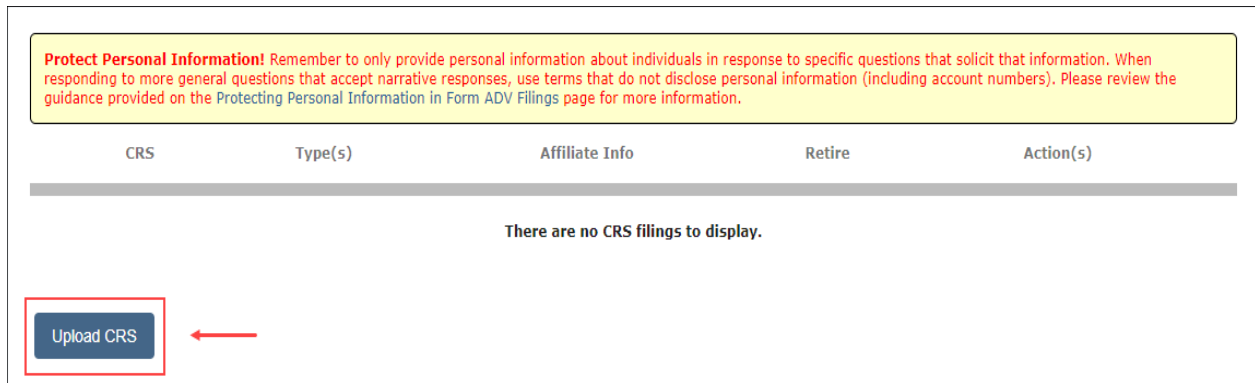 Protect Personal Information! Remember to only provide personal information about individuals in response to specific questions that solicit that information. When
responding to more general questions that accept narrative responses, use terms that do not disclose personal information (including account numbers). Please review the
guidance provided on the Protecting Personal Information in Form ADV Filings page for more information.
CRS Type(s) Affiliate Info Retire Action(s)
There are no CRS filings to display.
Upload CRS